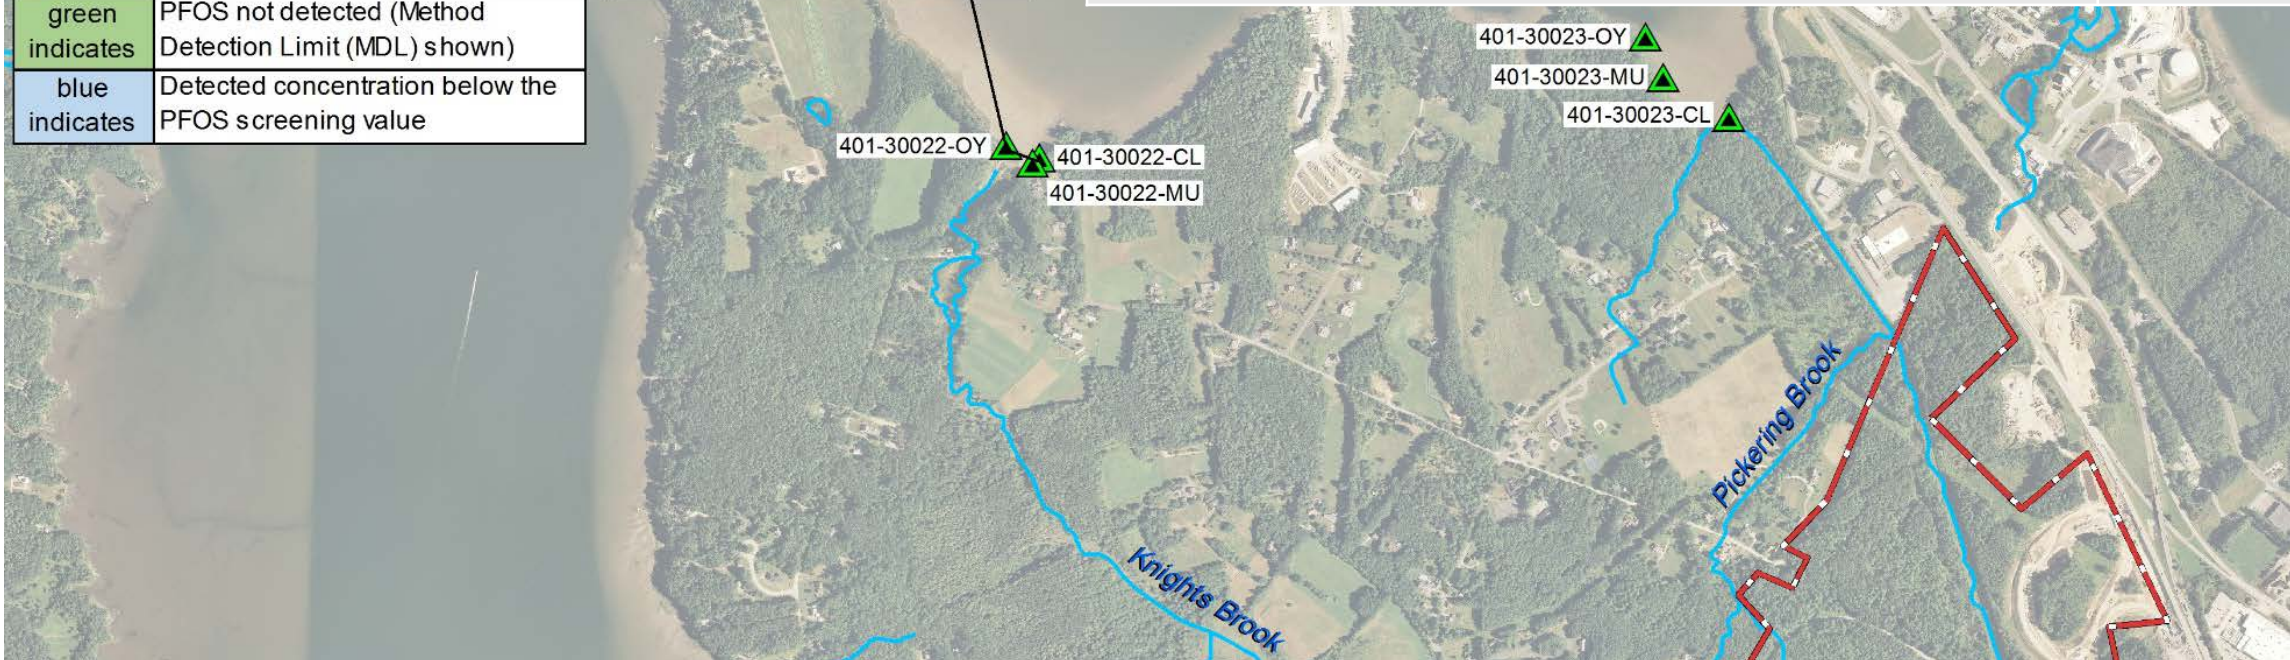 green
indicates
PFOS not detected (Method
Detection Limit (MDL) shown)
blue
indicates
Detected concentration below the
PFOS screening value
401-30022-OY
401-30022-CL
401-30022-MU
401-30023-OY
401-30023-MU
401-30023-CL
Pickering Brook
Knights Brook